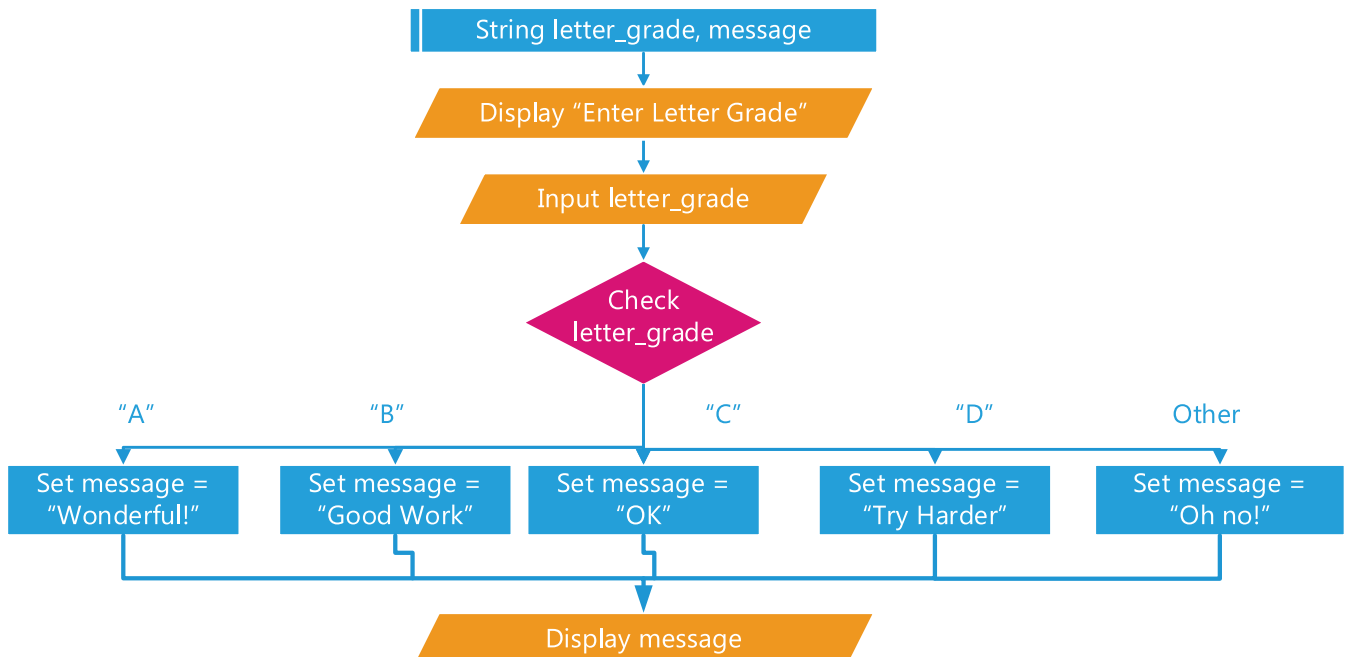 String letter_grade, message
Display “Enter Letter Grade”
Input letter_grade
Check
letter_grade
“A”
“B”
“C”
“D”
Other
Set message =
“Wonderful!”
Set message =
“Good Work”
Set message =
“OK”
Set message =
“Try Harder”
Set message =
“Oh no!”
Display message